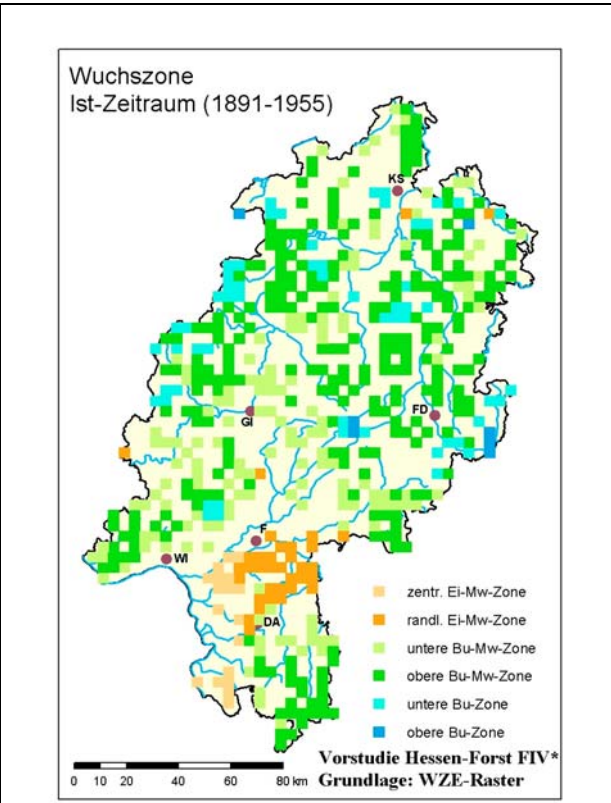 Wuchszone
Ist-Zeitraum (1891-1955)
KS
GI
FD
F
WI
DA
zentr. Ei-Mw-Zone
randl. Ei-Mw-Zone
untere Bu-Mw-Zone
obere Bu-Mw-Zone
untere Bu-Zone
obere Bu-Zone
0 10 20 40 60 80 km
Vorstudie Hessen-Forst FIV*
Grundlage: WZE-Raster